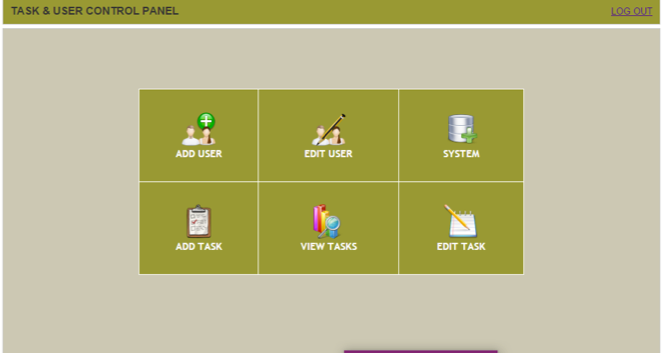 TASK & USER CONTROL PANEL LOG OUT
ADD USER EDIT USER SYSTEM
ADD TASK VIEW TASKS EDIT TASK